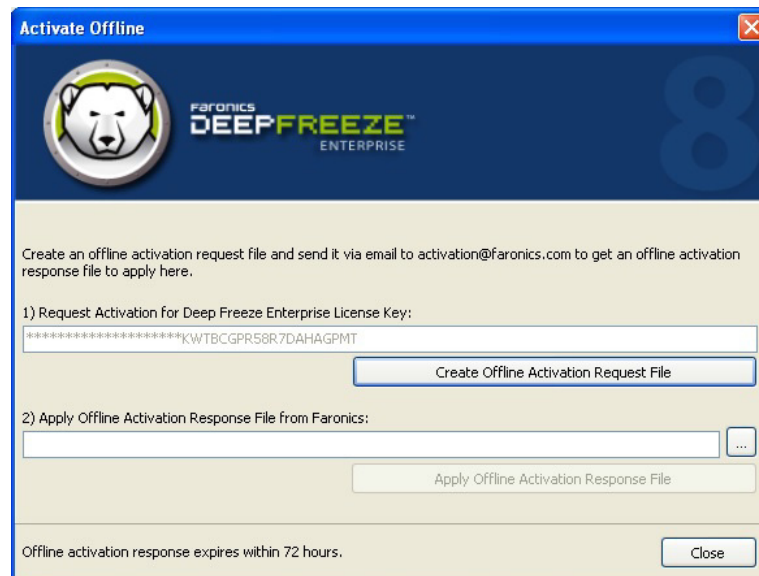 Activate Offline
FARONICS
DEEPFREEZE™
ENTERPRISE
8
Create an offline activation request file and send it via email to activation@faronics.com to get an offline activation
response file to apply here.
1) Request Activation for Deep Freeze Enterprise License Key:
********************KWTBCGPR58R7DAHAGPMT
Create Offline Activation Request File
2) Apply Offline Activation Response File from Faronics:
...
Apply Offline Activation Response File
Offline activation response expires within 72 hours.
Close